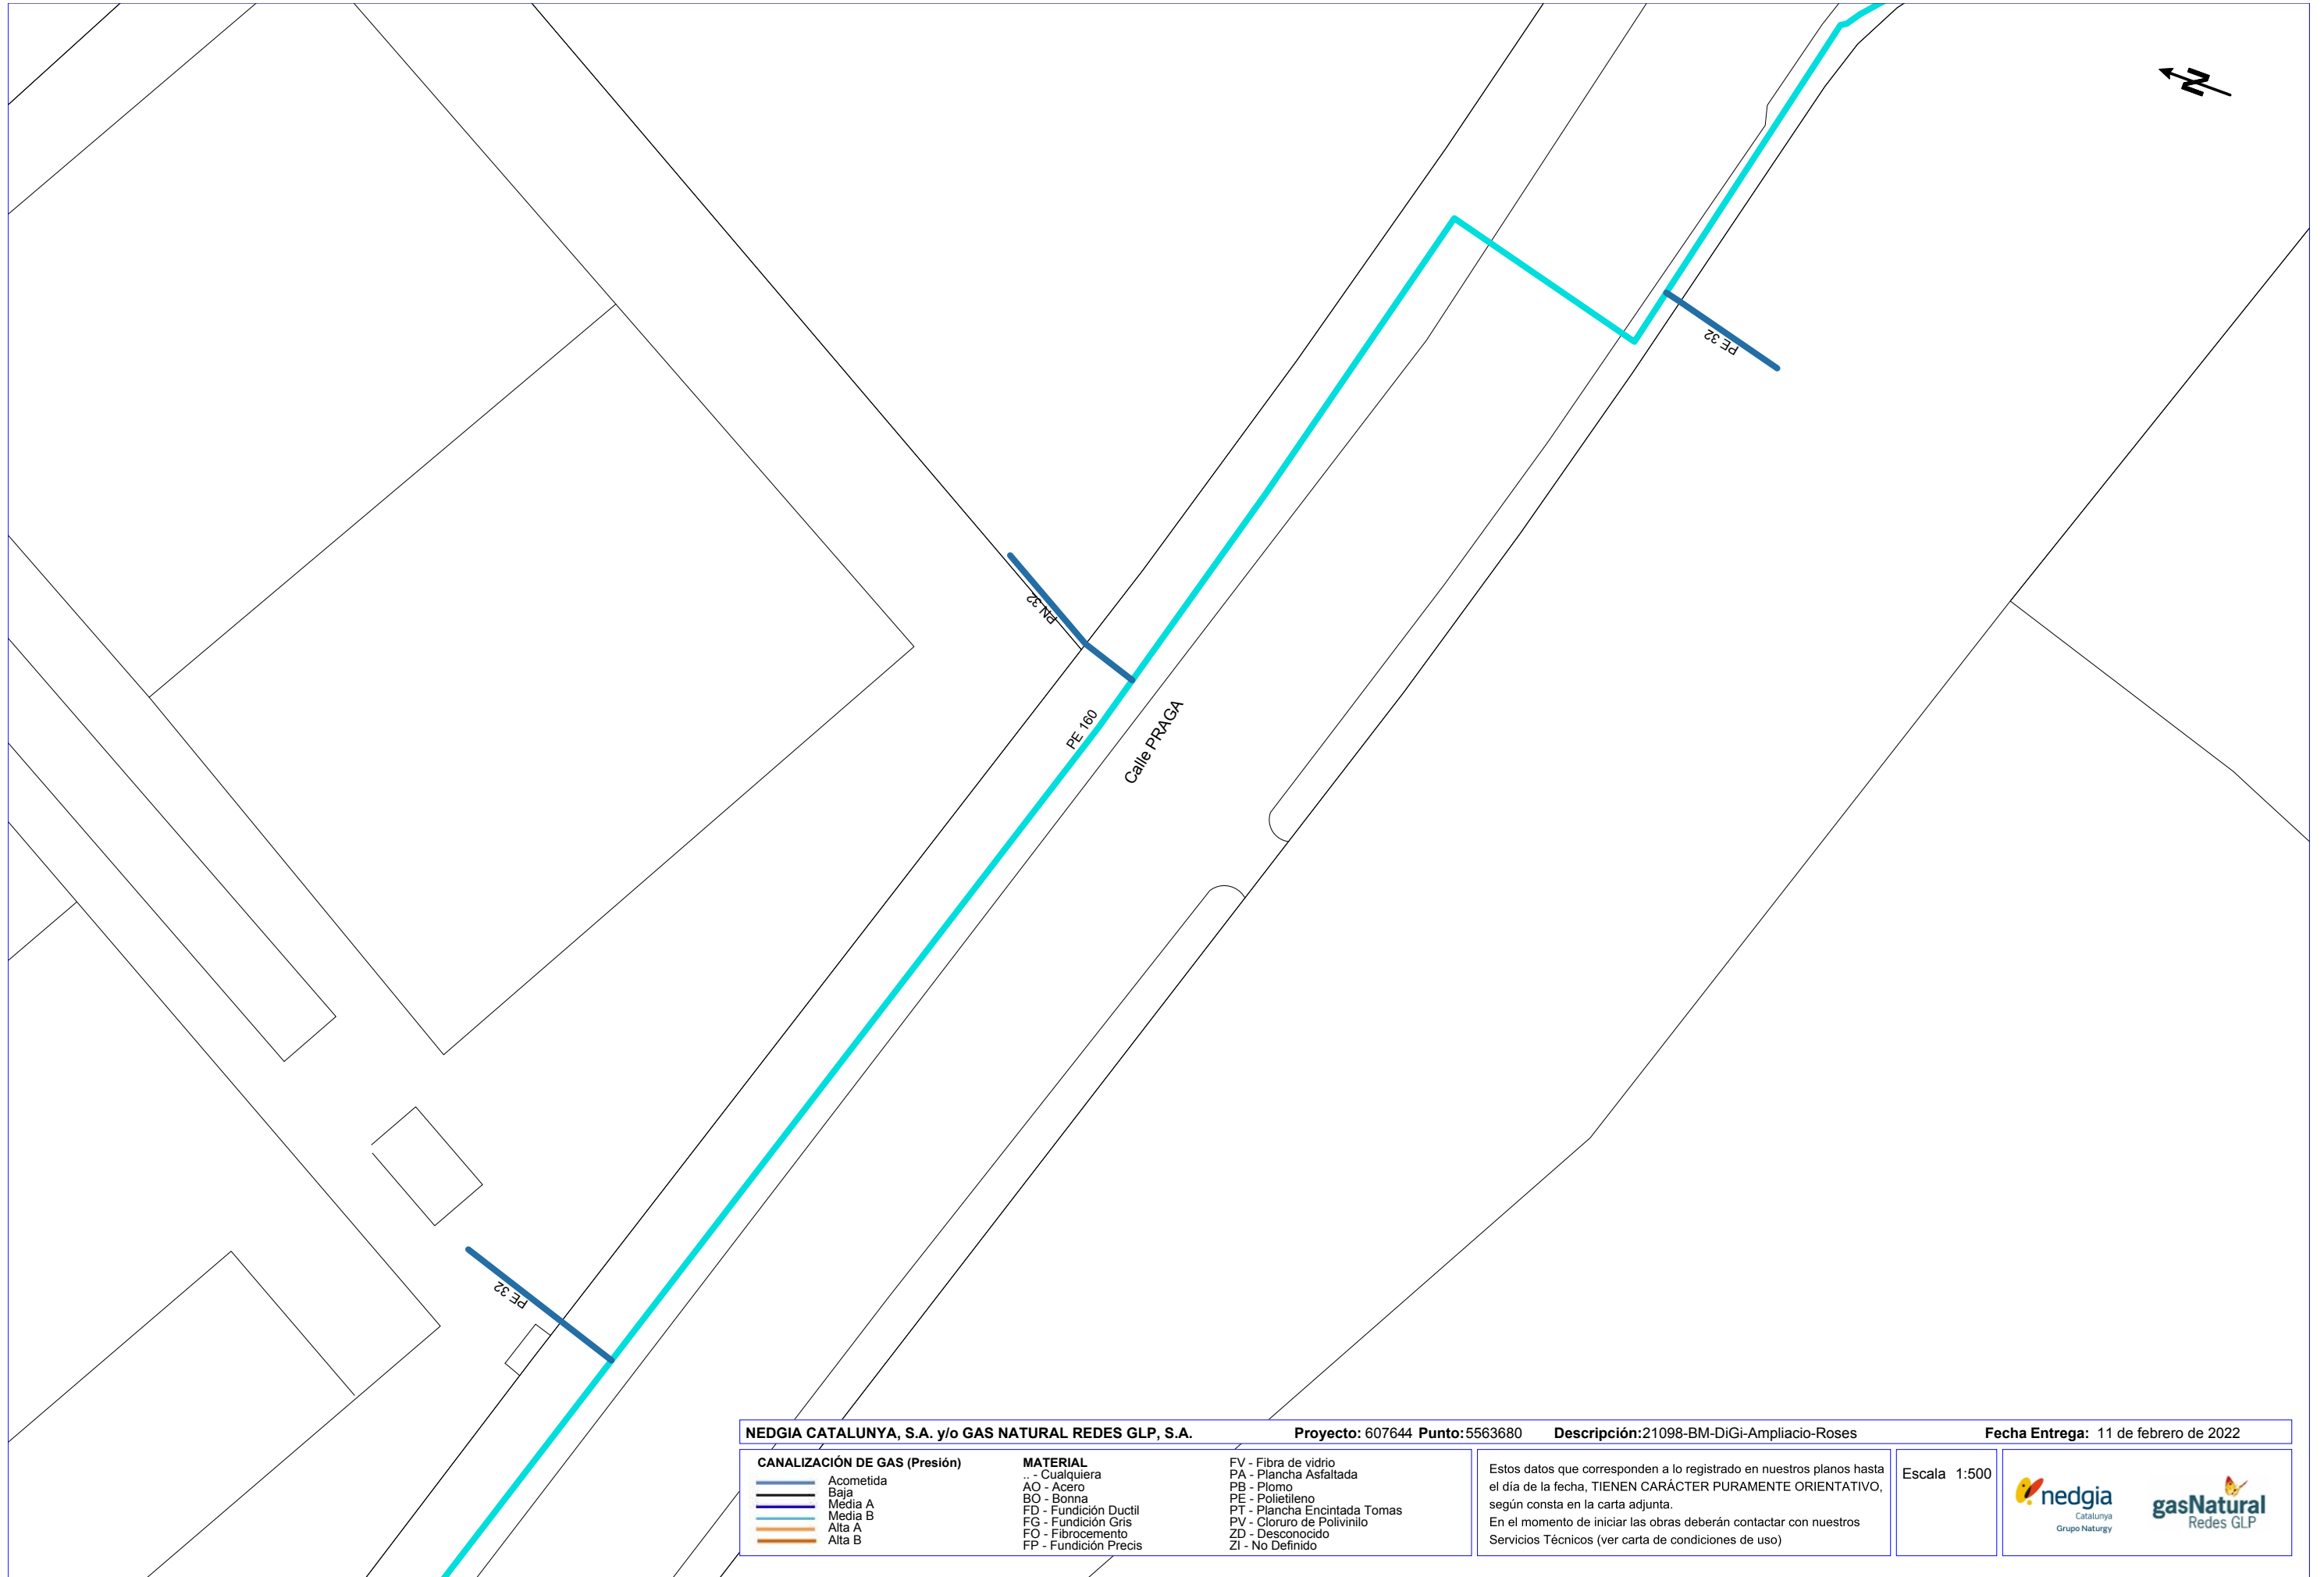 N
PE 32
PN 32
PE 160
Calle PRAGA
PE 32
NEDGIA CATALUNYA, S.A. y/o GAS NATURAL REDES GLP, S.A. Proyecto: 607644 Punto:5563680 Descripción:21098-BM-DiGi-Ampliacio-Roses Fecha Entrega: 11 de febrero de 2022
CANALIZACIÓN DE GAS (Presión)
Acometida
Baja
Media A
Media B
Alta A
Alta B
MATERIAL
.. - Cualquiera
AO - Acero
BO - Bonna
FD - Fundición Ductil
FG - Fundición Gris
FO - Fibrocemento
FP - Fundición Precis
FV - Fibra de vidrio
PA - Plancha Asfaltada
PB - Plomo
PE - Polietileno
PT - Plancha Encintada Tomas
PV - Cloruro de Polivinilo
ZD - Desconocido
ZI - No Definido
Estos datos que corresponden a lo registrado en nuestros planos hasta
el día de la fecha, TIENEN CARÁCTER PURAMENTE ORIENTATIVO,
según consta en la carta adjunta.
En el momento de iniciar las obras deberán contactar con nuestros
Servicios Técnicos (ver carta de condiciones de uso)
Escala 1:500
nedgia
Catalunya
Grupo Naturgy
gasNatural
Redes GLP